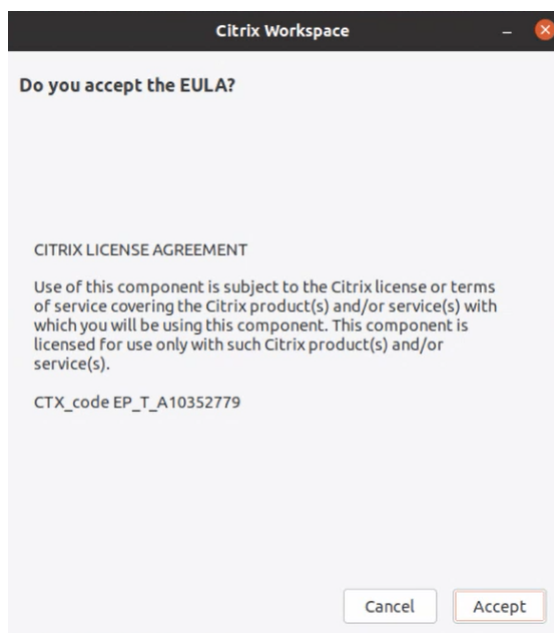 Citrix Workspace
Do you accept the EULA?
CITRIX LICENSE AGREEMENT
Use of this component is subject to the Citrix license or terms
of service covering the Citrix product(s) and/or service(s) with
which you will be using this component. This component is
licensed for use only with such Citrix product(s) and/or
service(s).
CTX_code EP_T_A10352779
Cancel Accept